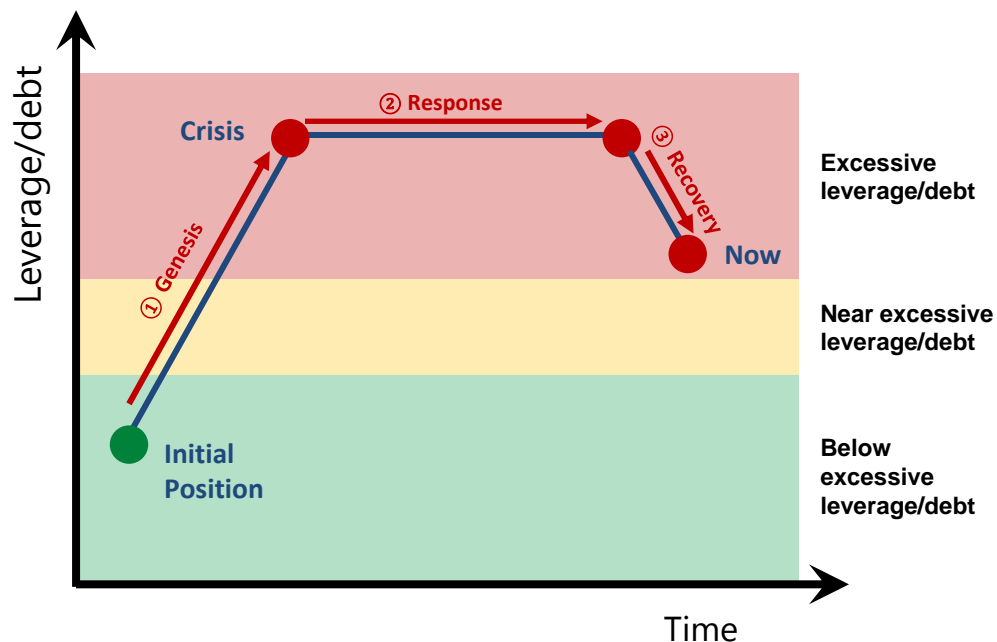 Leverage/debt
② Response
Crisis
① Genesis
③ Recovery
Now
Initial
Position
Excessive
leverage/debt
Near excessive
leverage/debt
Below
excessive
leverage/debt
Time